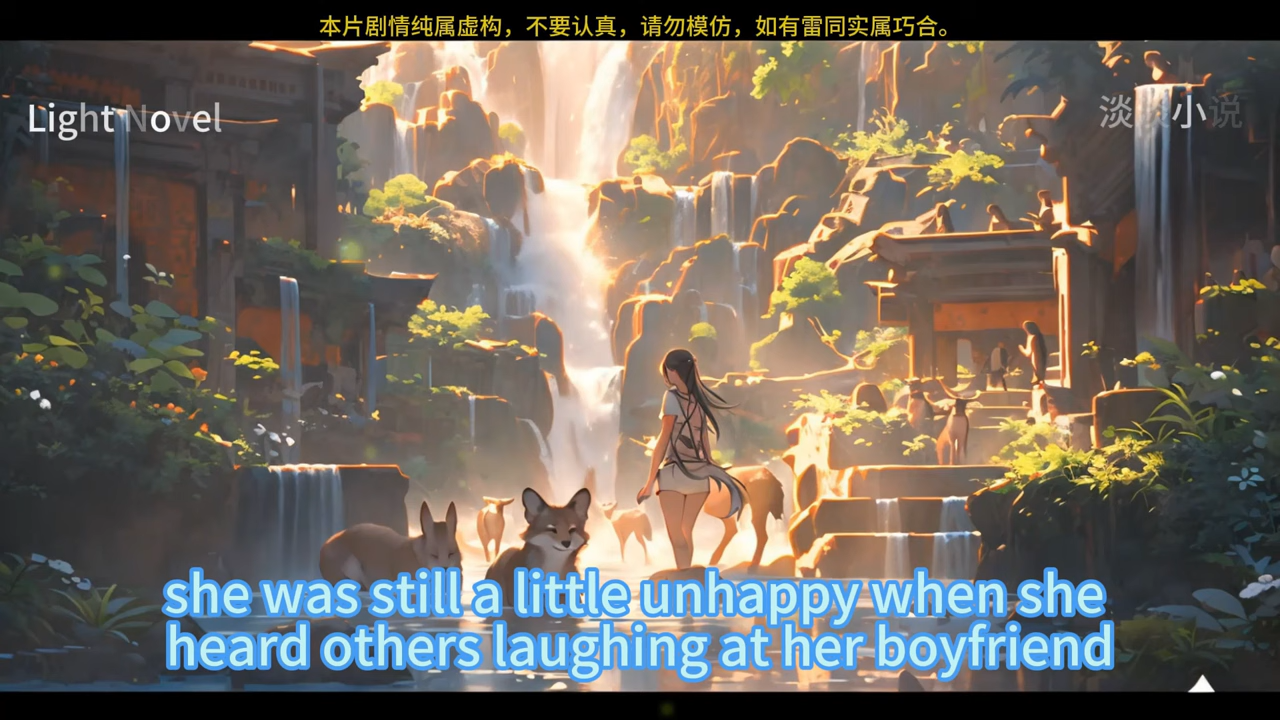 本片剧情纯属虚构，不要认真，请勿模仿，如有雷同实属巧合。
Light Novel
淡淡小说
she was still a little unhappy when she
heard others laughing at her boyfriend